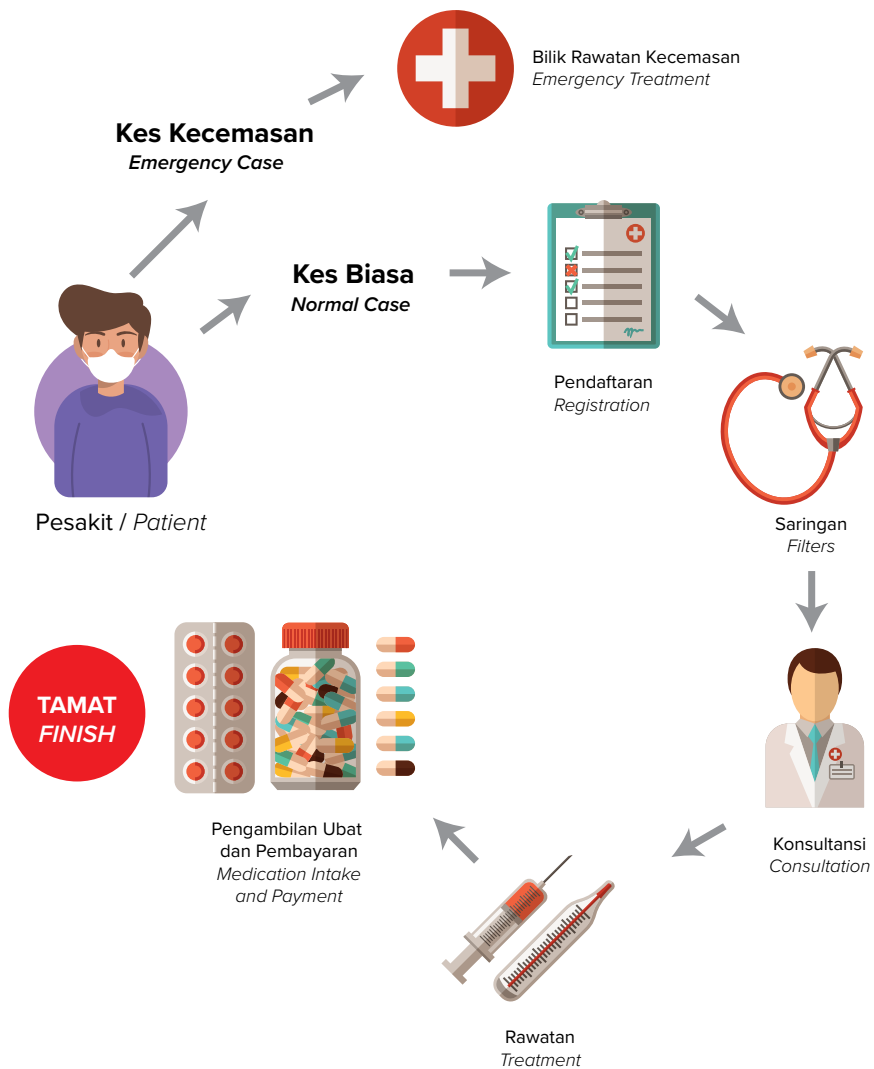 Bilik Rawatan Kecemasan
Emergency Treatment
Kes Kecemasan
Emergency Case
Kes Biasa
Normal Case
Pendaftaran
Registration
Pesakit / Patient
Saringan
Filters
Konsultansi
Consultation
Rawatan
Treatment
Pengambilan Ubat
dan Pembayaran
Medication Intake
and Payment
TAMAT
FINISH